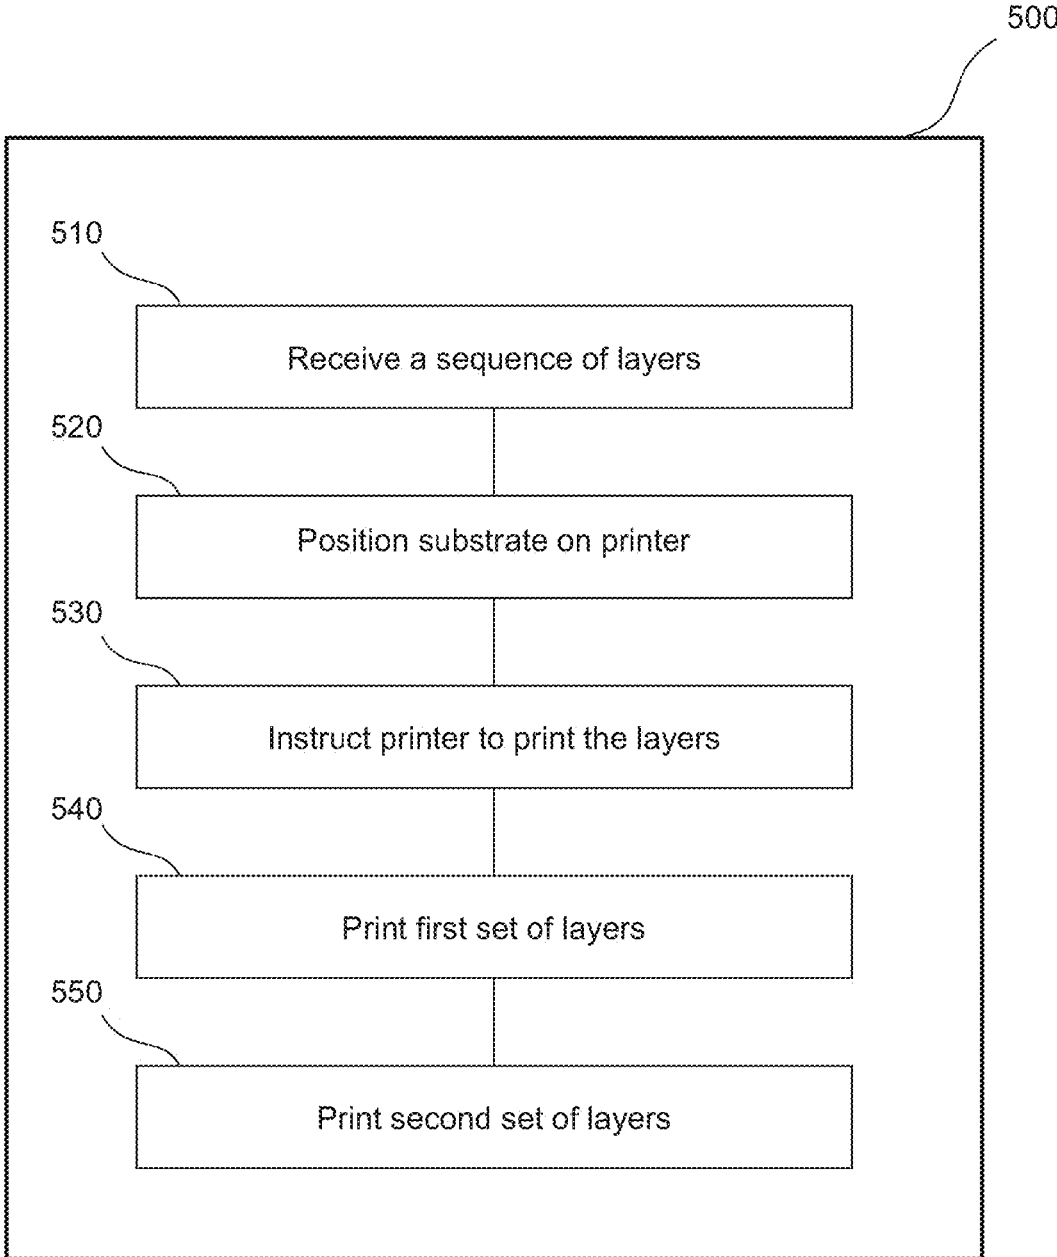 500
510
Receive a sequence of layers
520
Position substrate on printer
530
Instruct printer to print the layers
540
Print first set of layers
550
Print second set of layers